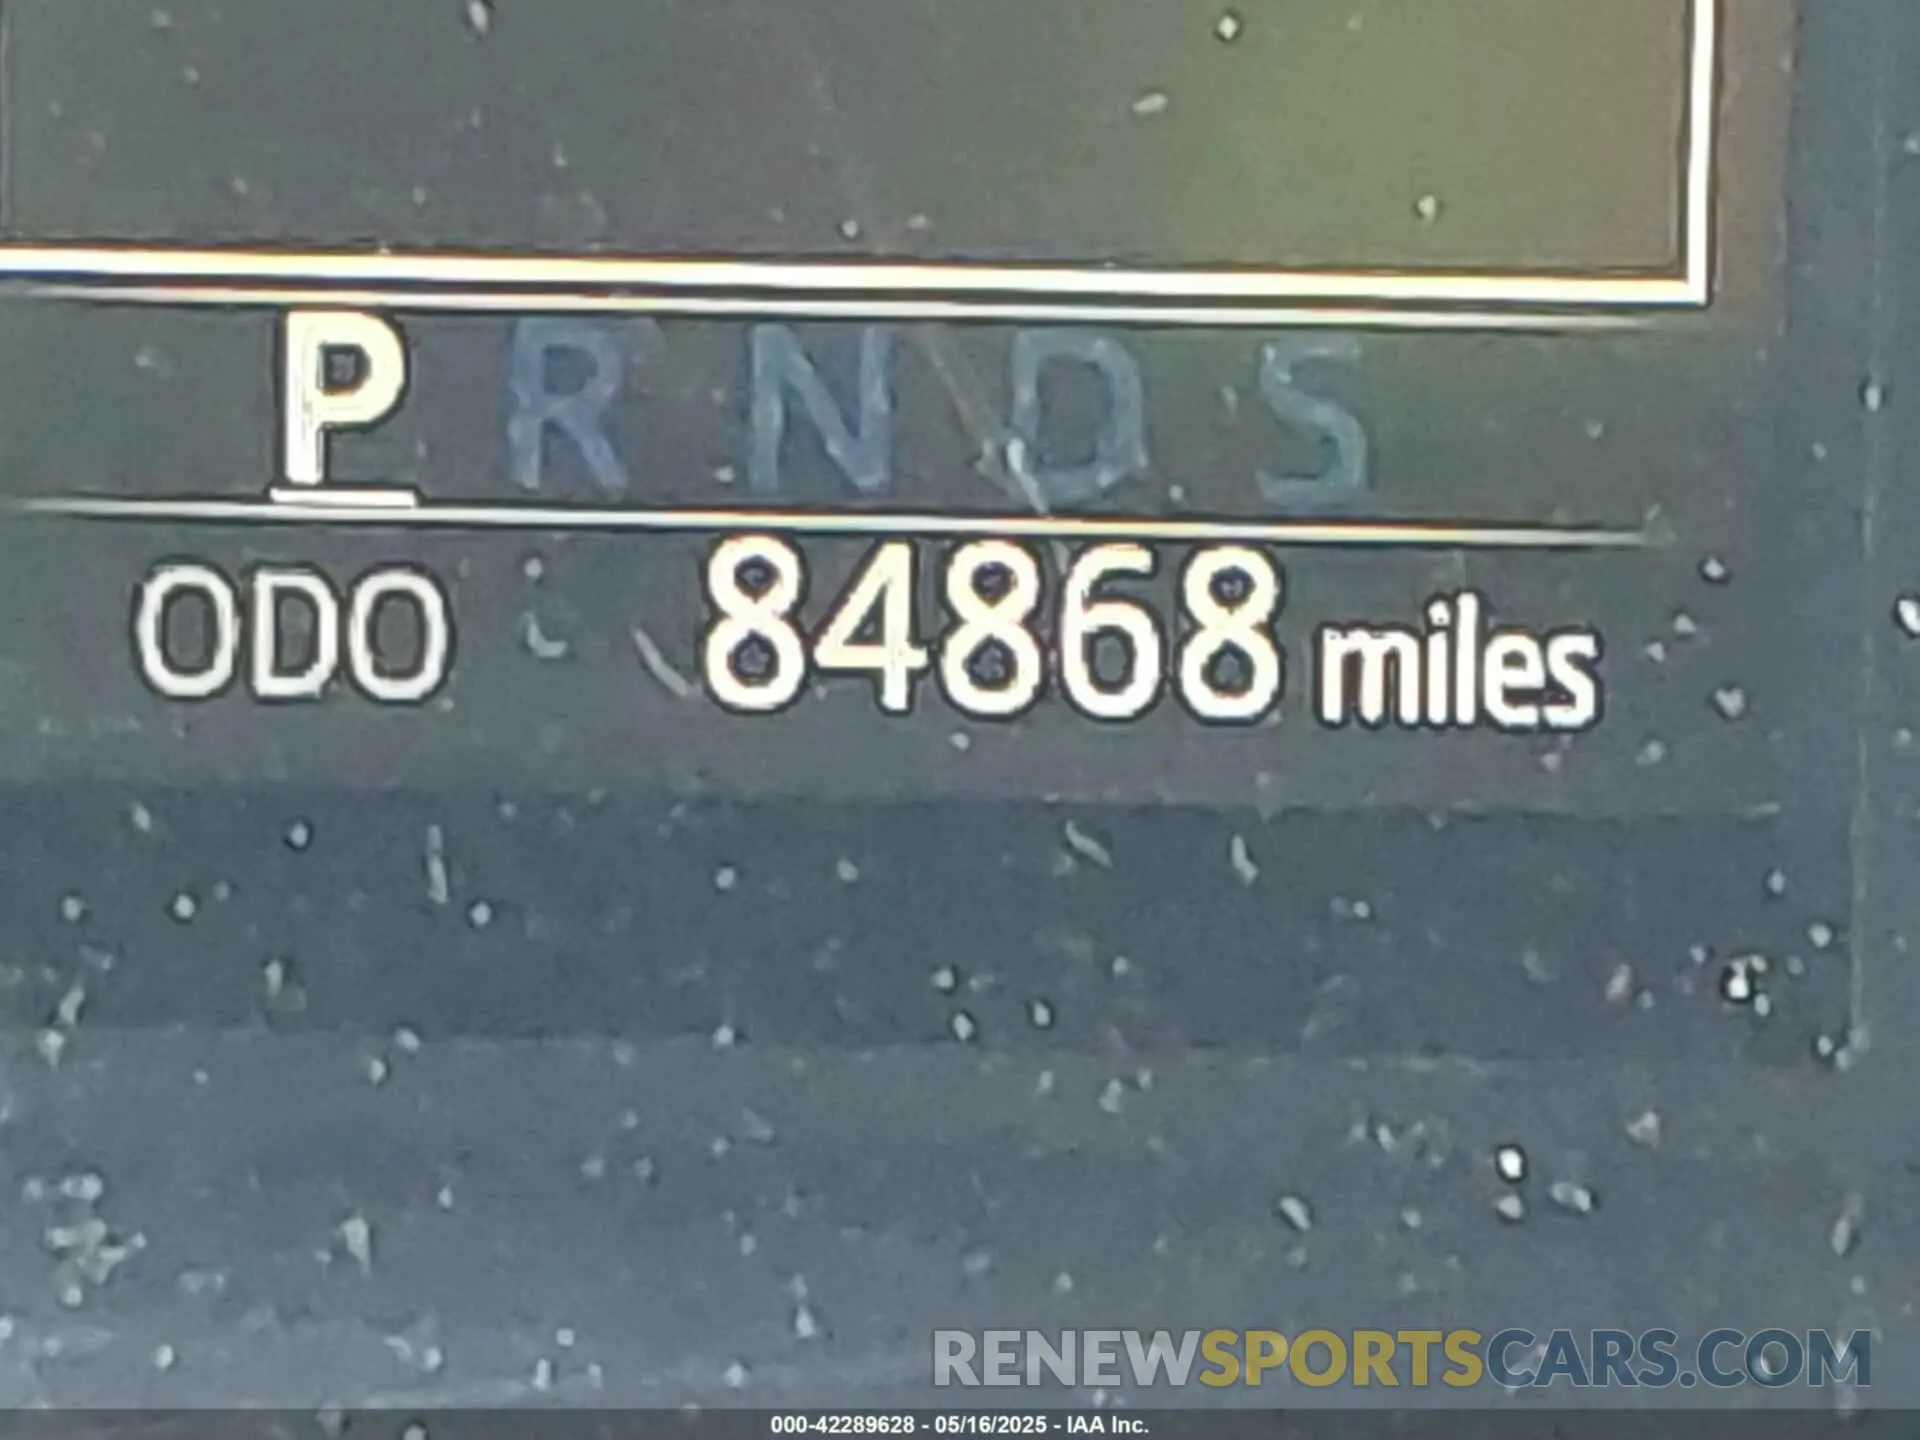 P R N D S
ODO 84868 miles
RENEWSPORTSCARS.COM
000-42289628 - 05/16/2025 - IAA Inc.